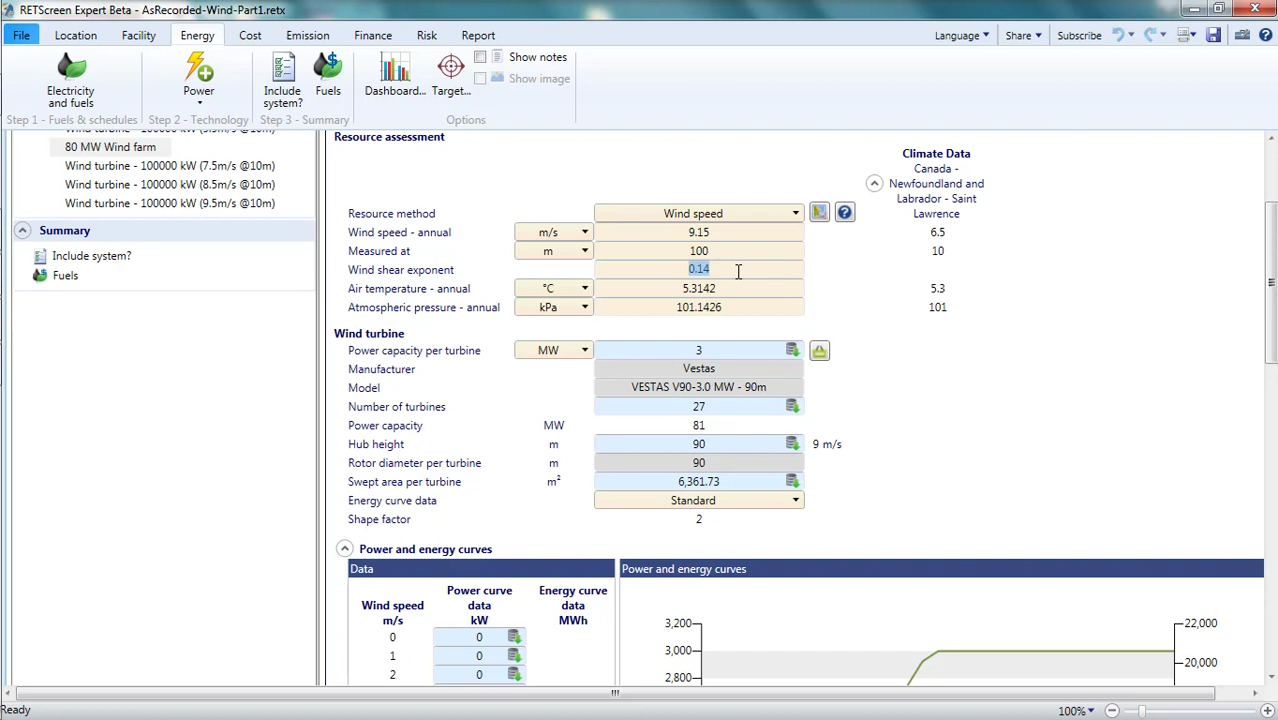 RETScreen Expert Beta - AsRecorded-Wind-Part1.retx
File Location Facility Energy Cost Emission Finance Risk Report Language Share Subscribe
Electricity and fuels
Power
Include system?
Fuels
Dashboard...
Target...
Show notes
Show image
Step 1 - Fuels & schedules Step 2 - Technology Step 3 - Summary Options
Wind turbine - 100000 kW (5.5m/s @10m)
80 MW Wind farm
Wind turbine - 100000 kW (7.5m/s @10m)
Wind turbine - 100000 kW (8.5m/s @10m)
Wind turbine - 100000 kW (9.5m/s @10m)
Summary
Include system?
Fuels
Resource assessment
Climate Data
Canada -
Newfoundland and
Labrador - Saint
Lawrence
Resource method Wind speed
Wind speed - annual m/s 9.15 6.5
Measured at m 100 10
Wind shear exponent 0.14
Air temperature - annual °C 5.3142 5.3
Atmospheric pressure - annual kPa 101.1426 101
Wind turbine
Power capacity per turbine MW 3
Manufacturer Vestas
Model VESTAS V90-3.0 MW - 90m
Number of turbines 27
Power capacity MW 81
Hub height m 90 9 m/s
Rotor diameter per turbine m 90
Swept area per turbine m² 6,361.73
Energy curve data Standard
Shape factor 2
Power and energy curves
Data Power and energy curves
Wind speed
m/s
Power curve
data
kW
Energy curve
data
MWh
0 0
1 0
2 0
3,200 22,000
3,000
2,800 20,000
Ready 100%